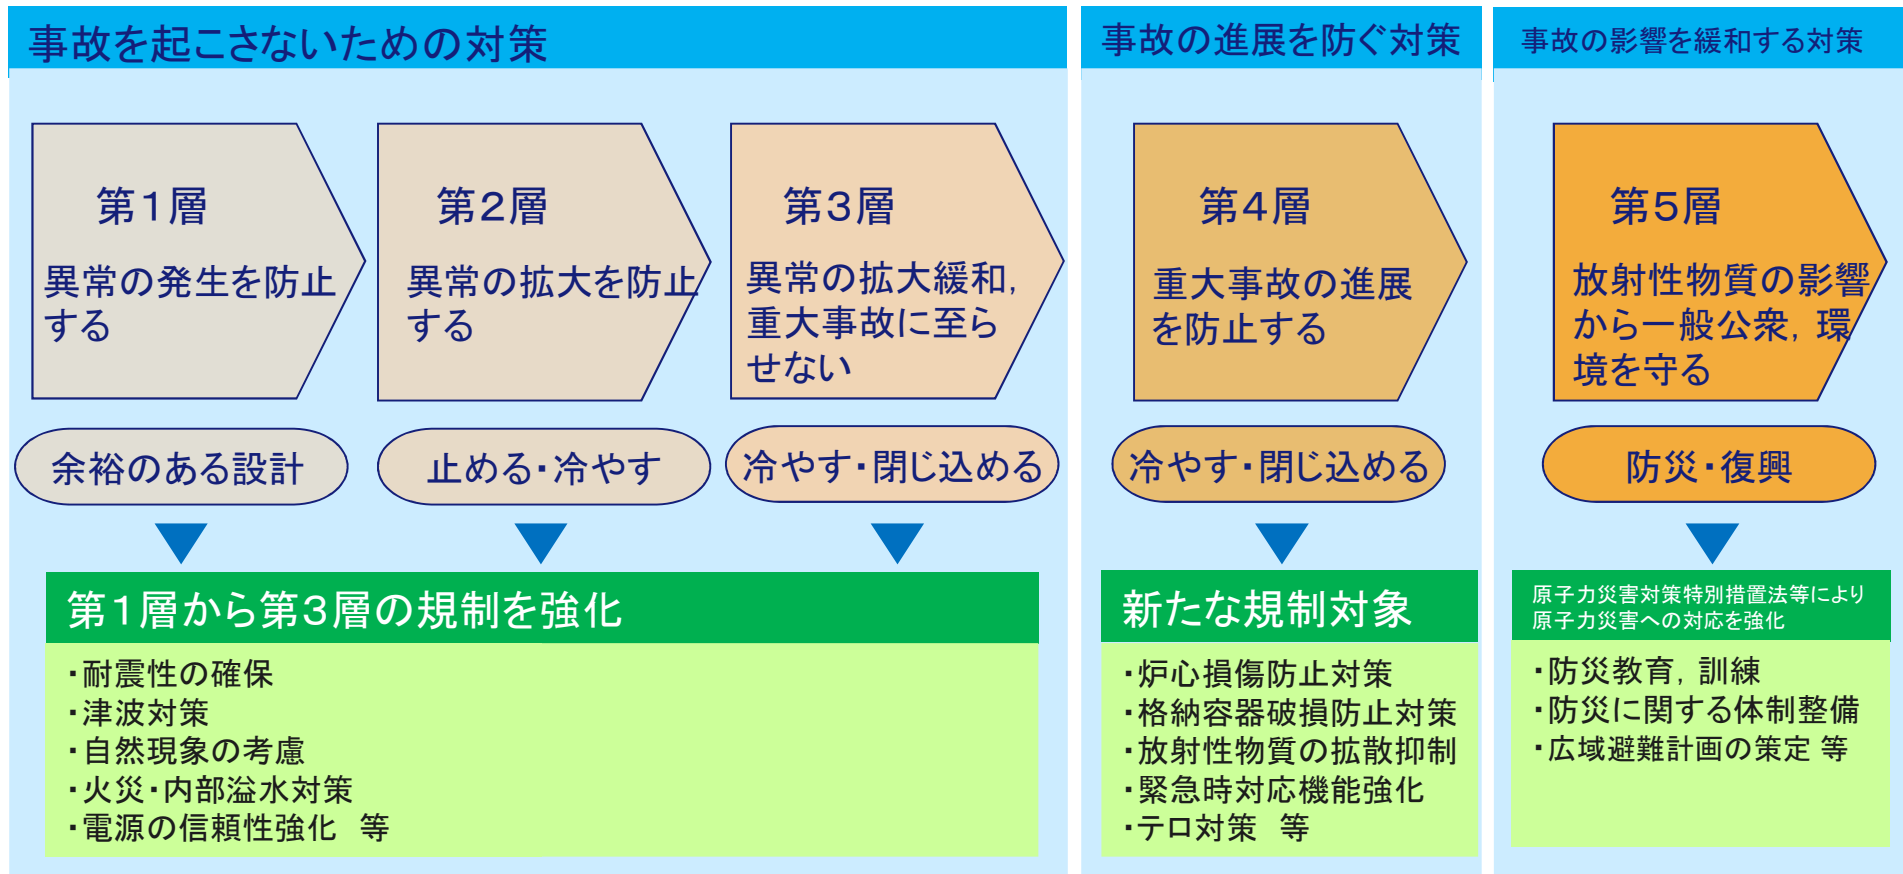 事故を起こさないための対策
第１層
異常の発生を防止
する
第２層
異常の拡大を防止
する
第３層
異常の拡大緩和,
重大事故に至ら
せない
余裕のある設計
止める・冷やす
冷やす・閉じ込める
第１層から第３層の規制を強化
・耐震性の確保
・津波対策
・自然現象の考慮
・火災・内部溢水対策
・電源の信頼性強化　等
事故の進展を防ぐ対策
第４層
重大事故の進展
を防止する
冷やす・閉じ込める
新たな規制対象
・炉心損傷防止対策
・格納容器破損防止対策
・放射性物質の拡散抑制
・緊急時対応機能強化
・テロ対策　等
事故の影響を緩和する対策
第５層
放射性物質の影響
から一般公衆, 環
境を守る
防災・復興
原子力災害対策特別措置法等により
原子力災害への対応を強化
・防災教育, 訓練
・防災に関する体制整備
・広域避難計画の策定 等